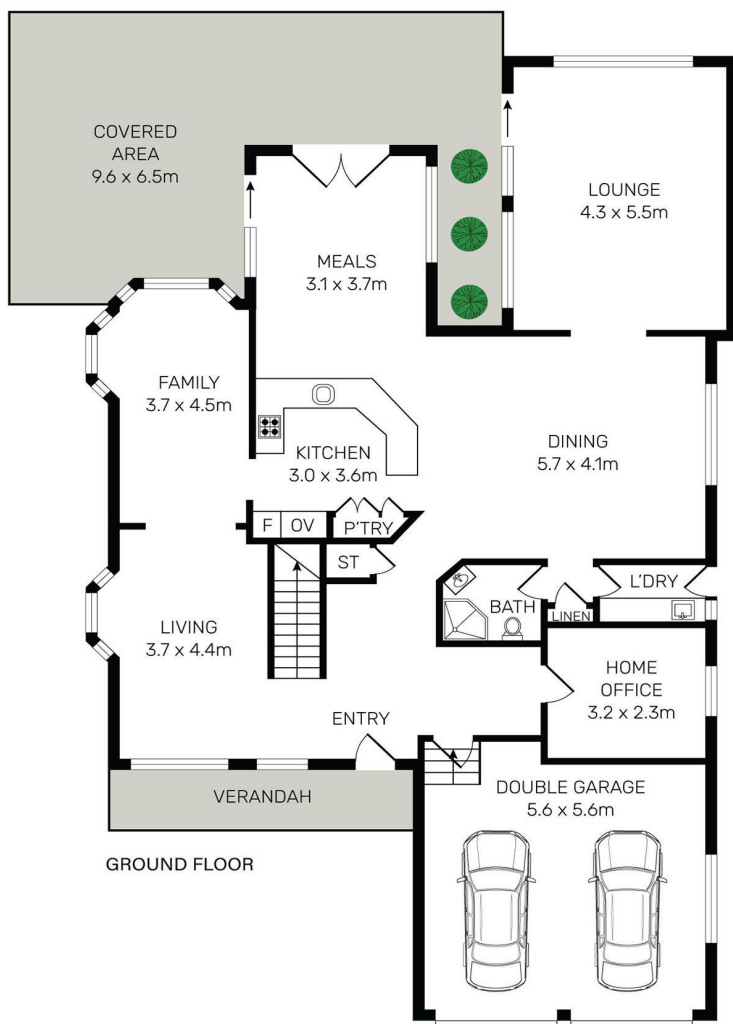 COVERED
AREA
9.6 x 6.5m
LOUNGE
4.3 x 5.5m
MEALS
3.1 x 3.7m
FAMILY
3.7 x 4.5m
KITCHEN
3.0 x 3.6m
DINING
5.7 x 4.1m
F
OV
P'TRY
ST
BATH
LINEN
L'DRY
LIVING
3.7 x 4.4m
HOME
OFFICE
3.2 x 2.3m
ENTRY
VERANDAH
DOUBLE GARAGE
5.6 x 5.6m
GROUND FLOOR